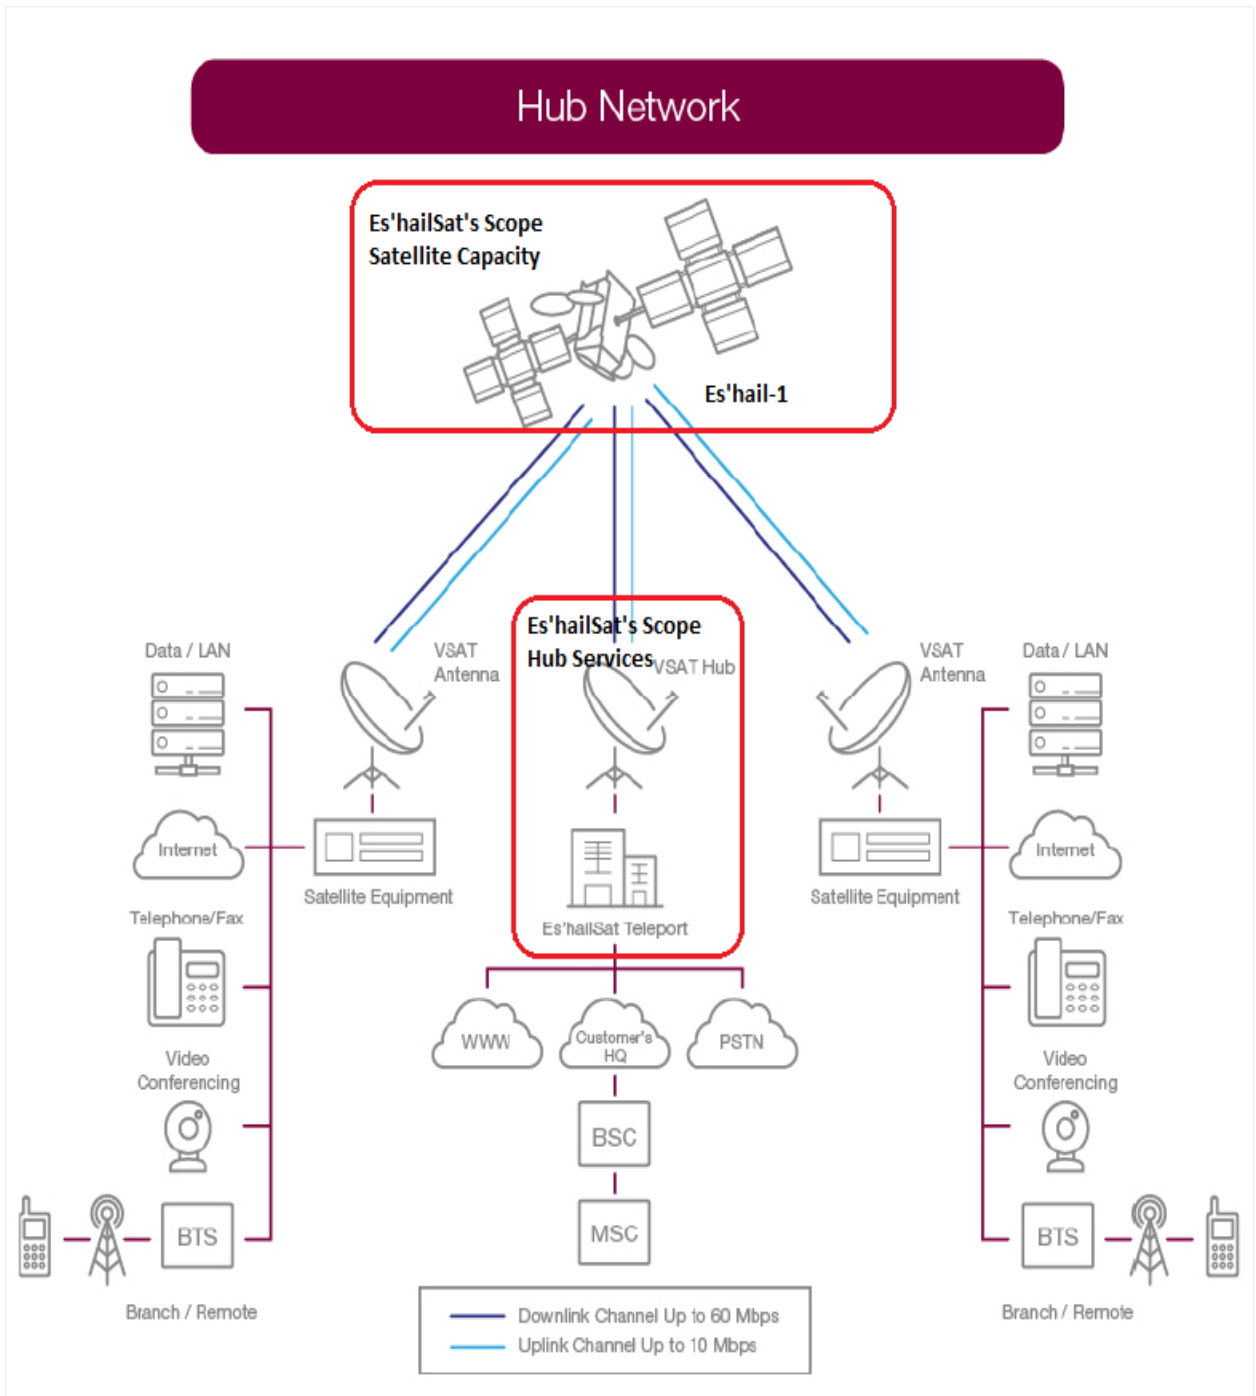 Hub Network
Es'hailSat's Scope
Satellite Capacity
Es'hail-1
Es'hailSat's Scope
Hub Services
Data / LAN
VSAT
Antenna
VSAT Hub
VSAT
Antenna
Data / LAN
Internet
Internet
Satellite Equipment
Satellite Equipment
Telephone/Fax
Es'hailSat Teleport
Telephone/Fax
WWW
Customer's
HQ
PSTN
Video
Conferencing
Video
Conferencing
BSC
BTS
MSC
BTS
Branch / Remote
Branch / Remote
Downlink Channel Up to 60 Mbps
Uplink Channel Up to 10 Mbps